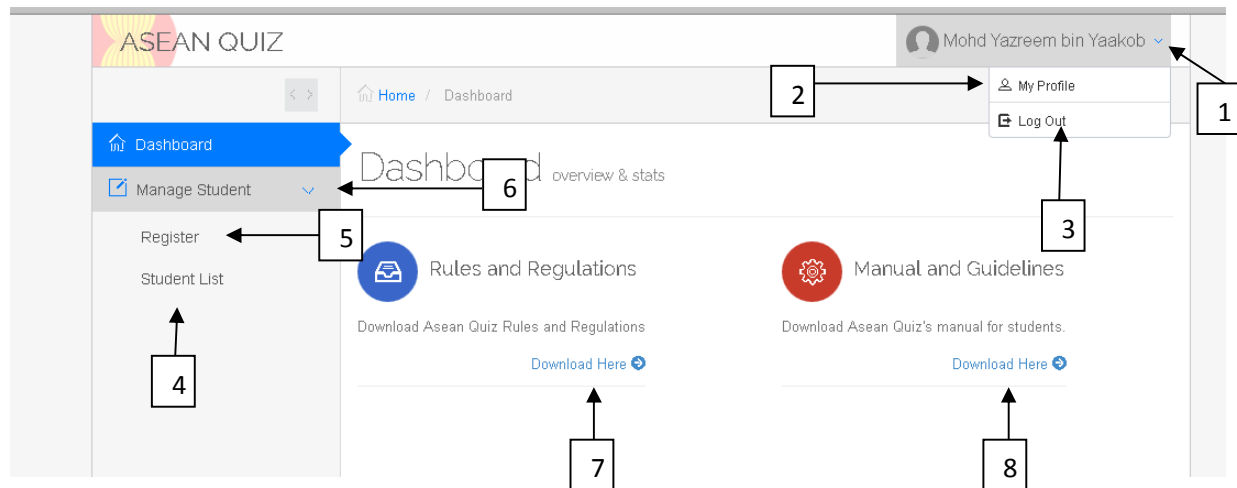 ASEAN QUIZ
Mohd Yazreem bin Yaakob
Home / Dashboard
2
My Profile
1
Log Out
Dashboard
Manage Student
Dashbo d overview & stats
6
3
Register
5
Student List
Rules and Regulations
Manual and Guidelines
Download Asean Quiz Rules and Regulations
Download Asean Quiz's manual for students.
Download Here
Download Here
4
7
8